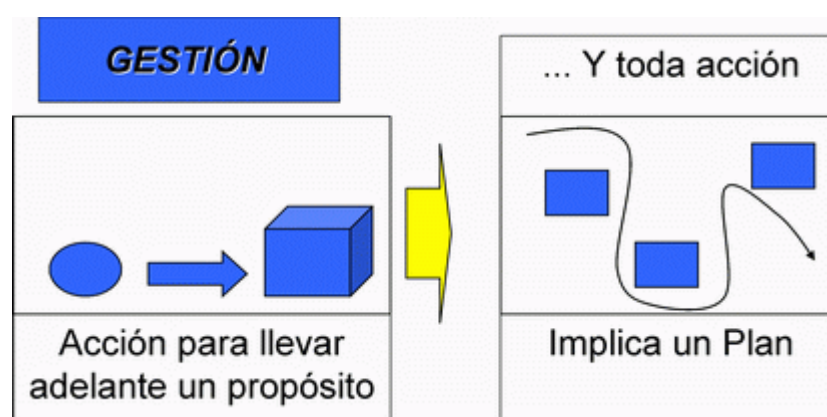 GESTIÓN
Acción para llevar
adelante un propósito
... Y toda acción
Implica un Plan